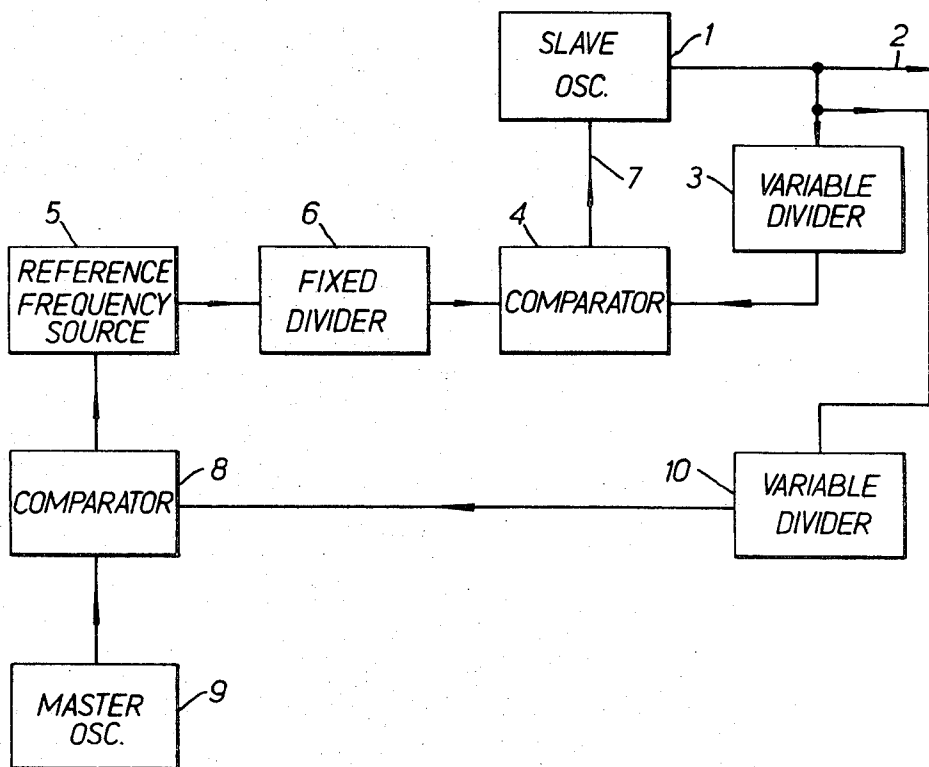 SLAVE
OSC.
1
2
3
VARIABLE
DIVIDER
7
5
REFERENCE
FREQUENCY
SOURCE
6
FIXED
DIVIDER
4
COMPARATOR
8
COMPARATOR
10
VARIABLE
DIVIDER
9
MASTER
OSC.